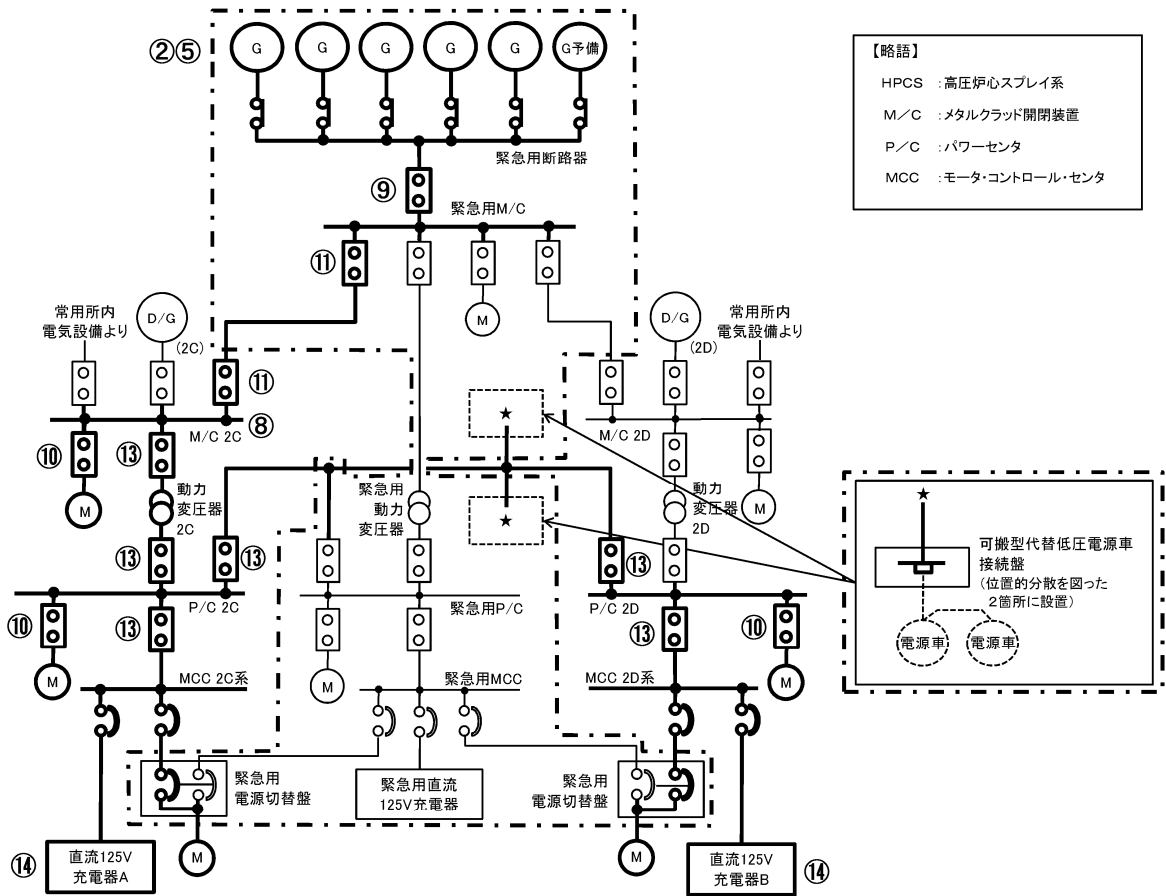 ②⑤
G
G
G
G
G
G予備
【略語】
HPCS :高圧炉心スプレイ系
M/C :メタルクラッド開閉装置
P/C :パワーセンタ
MCC :モータ・コントロール・センタ
緊急用断路器
⑨
緊急用M/C
⑪
M
常用所内
電気設備より
D/G
(2C)
⑪
D/G
(2D)
常用所内
電気設備より
★
M/C 2C
⑧
M/C 2D
⑩
⑬
M
動力
変圧器
2C
緊急用
動力
変圧器
★
動力
変圧器
2D
M
★
可搬型代替低圧電源車
接続盤
(位置的分散を図った
2箇所に設置)
電源車
電源車
⑬
⑬
⑬
P/C 2C
緊急用P/C
P/C 2D
⑩
⑬
⑬
⑩
M
M
M
MCC 2C系
緊急用MCC
MCC 2D系
緊急用
電源切替盤
緊急用直流
125V充電器
緊急用
電源切替盤
⑭
直流125V
充電器A
M
M
直流125V
充電器B
⑭